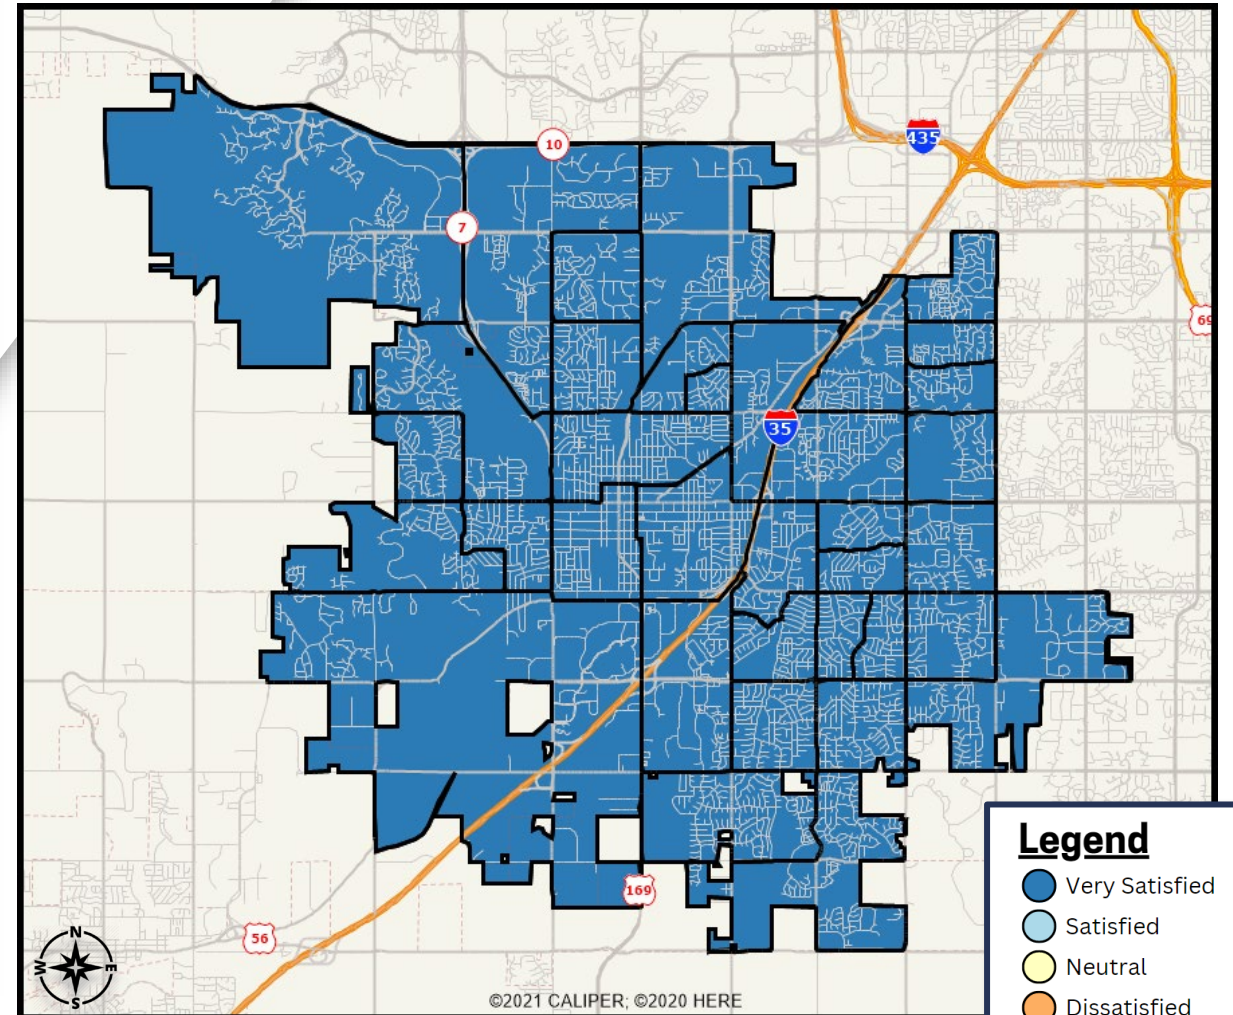 10
435
7
69
35
Legend
Very Satisfied
Satisfied
169
Neutral
56
N
W
E
S
Dissatisfied
©2021 CALIPER; ©2020 HERE